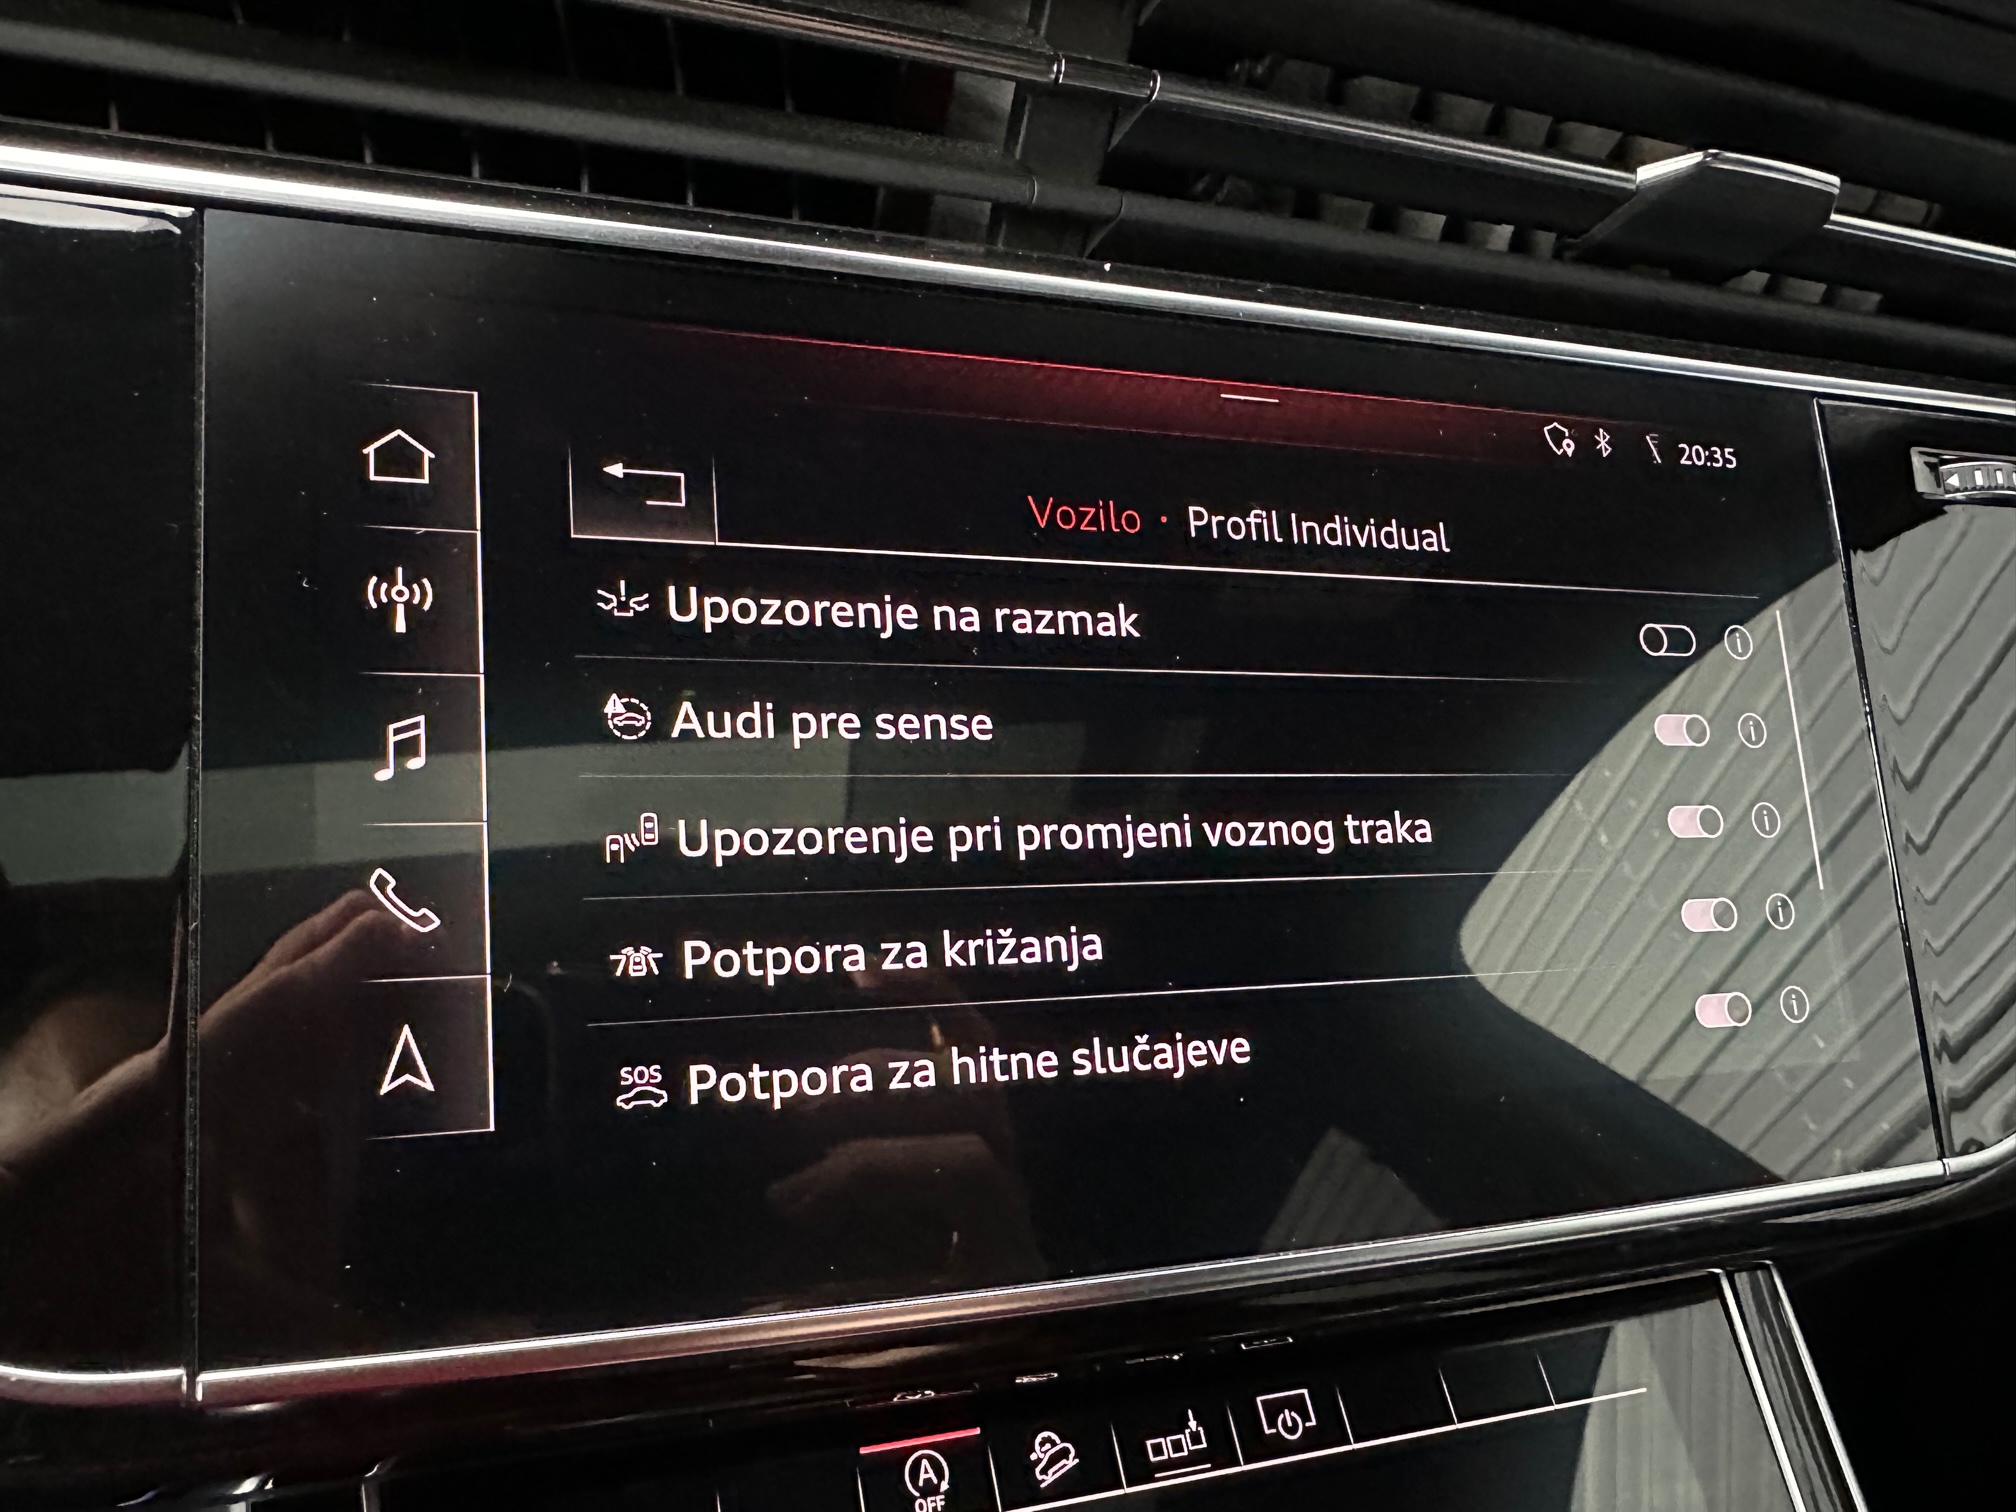 20:35
Vozilo • Profil Individual
Upozorenje na razmak
Audi pre sense
Upozorenje pri promjeni voznog traka
Potpora za križanja
SOS Potpora za hitne slučajeve
A
OFF